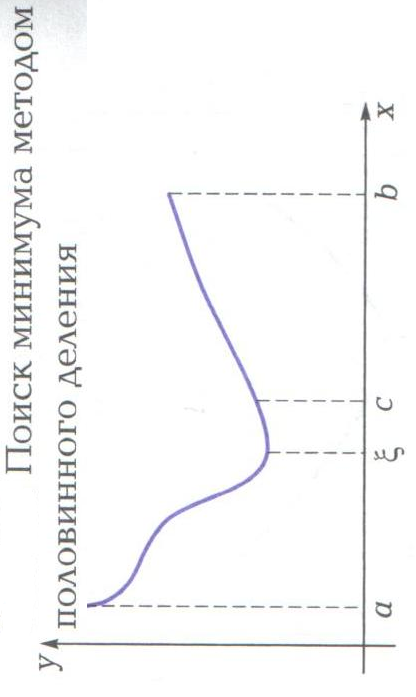 Поиск минимума методом
половинного деления
y
x
a
ξ
c
b